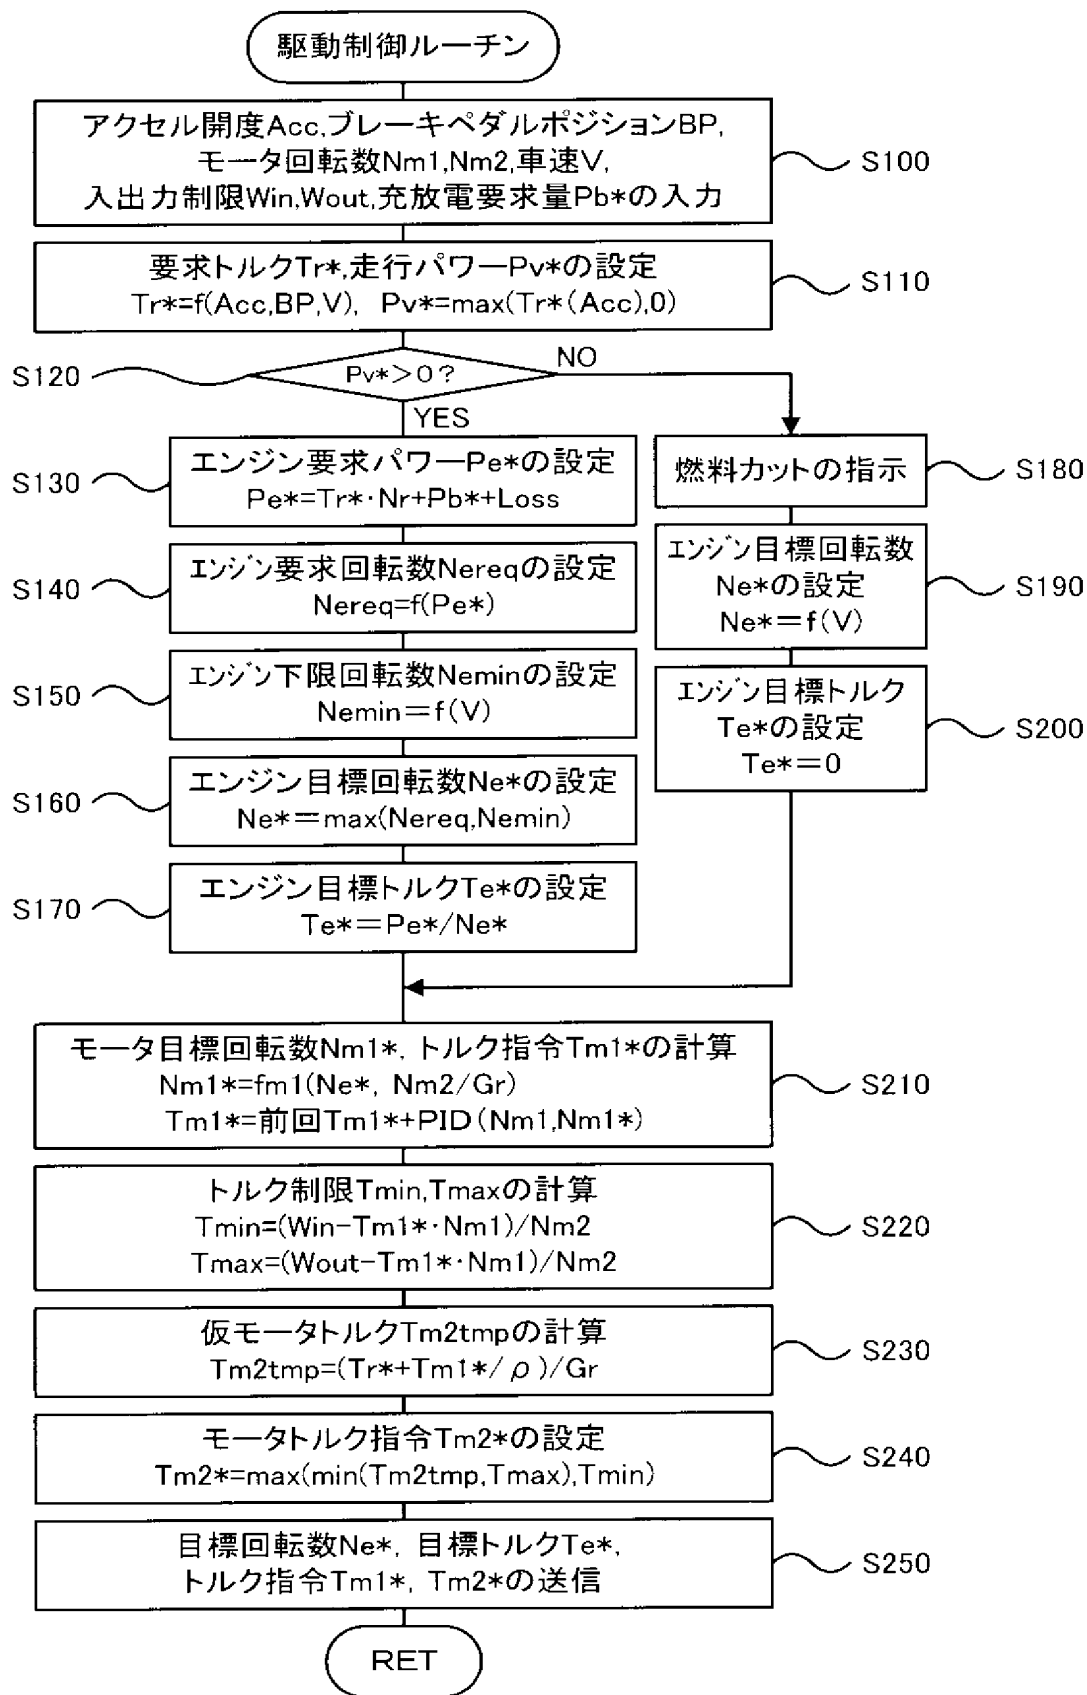 駆動制御ルーチン
アクセル開度Acc,ブレーキペダルポジションBP,
モータ回転数Nm1,Nm2,車速V,
入出力制限Win,Wout,充放電要求量Pb*の入力
S100
要求トルクTr*,走行パワーPv*の設定
Tr*=f(Acc,BP,V), Pv*=max(Tr*(Acc),0)
S110
S120
Pv*>0?
NO
YES
エンジン要求パワーPe*の設定
Pe*=Tr*·Nr+Pb*+Loss
S130
エンジン要求回転数Nereqの設定
Nereq=f(Pe*)
S140
エンジン下限回転数Neminの設定
Nemin=f(V)
S150
エンジン目標回転数Ne*の設定
Ne*=max(Nereq,Nemin)
S160
エンジン目標トルクTe*の設定
Te*=Pe*/Ne*
S170
燃料カットの指示
S180
エンジン目標回転数
Ne*の設定
Ne*=f(V)
S190
エンジン目標トルク
Te*の設定
Te*=0
S200
モータ目標回転数Nm1*, トルク指令Tm1*の計算
Nm1*=fm1(Ne*, Nm2/Gr)
Tm1*=前回Tm1*+PID(Nm1,Nm1*)
S210
トルク制限Tmin,Tmaxの計算
Tmin=(Win-Tm1*·Nm1)/Nm2
Tmax=(Wout-Tm1*·Nm1)/Nm2
S220
仮モータトルクTm2tmpの計算
Tm2tmp=(Tr*+Tm1*/ρ)/Gr
S230
モータトルク指令Tm2*の設定
Tm2*=max(min(Tm2tmp,Tmax),Tmin)
S240
目標回転数Ne*, 目標トルクTe*,
トルク指令Tm1*, Tm2*の送信
S250
RET